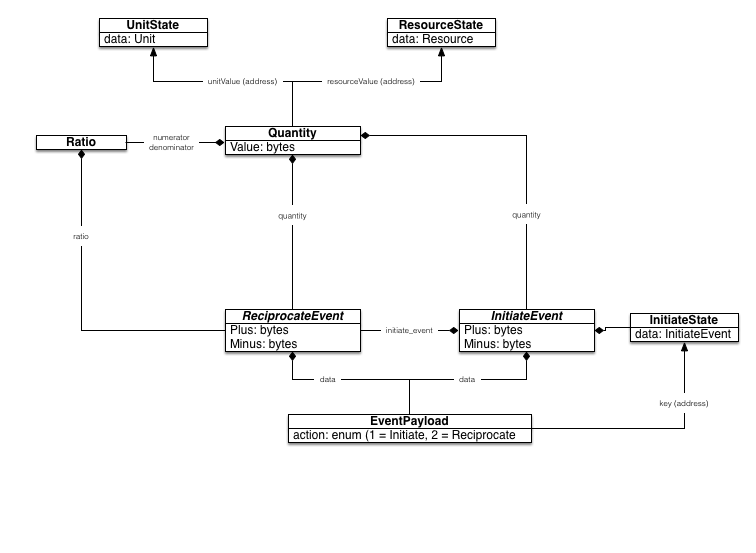 UnitState
data: Unit
ResourceState
data: Resource
unitValue (address)
resourceValue (address)
Ratio
numerator
denominator
Quantity
Value: bytes
ratio
quantity
quantity
ReciprocateEvent
Plus: bytes
Minus: bytes
initiate_event
InitiateEvent
Plus: bytes
Minus: bytes
InitiateState
data: InitiateEvent
data
data
key (address)
EventPayload
action: enum (1 = Initiate, 2 = Reciprocate